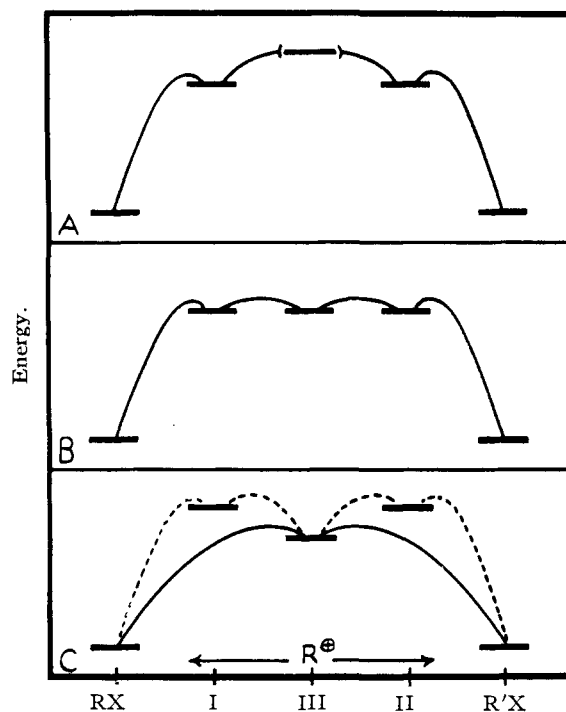 A
Energy.
B
C
R⊕
RX I III II R'X